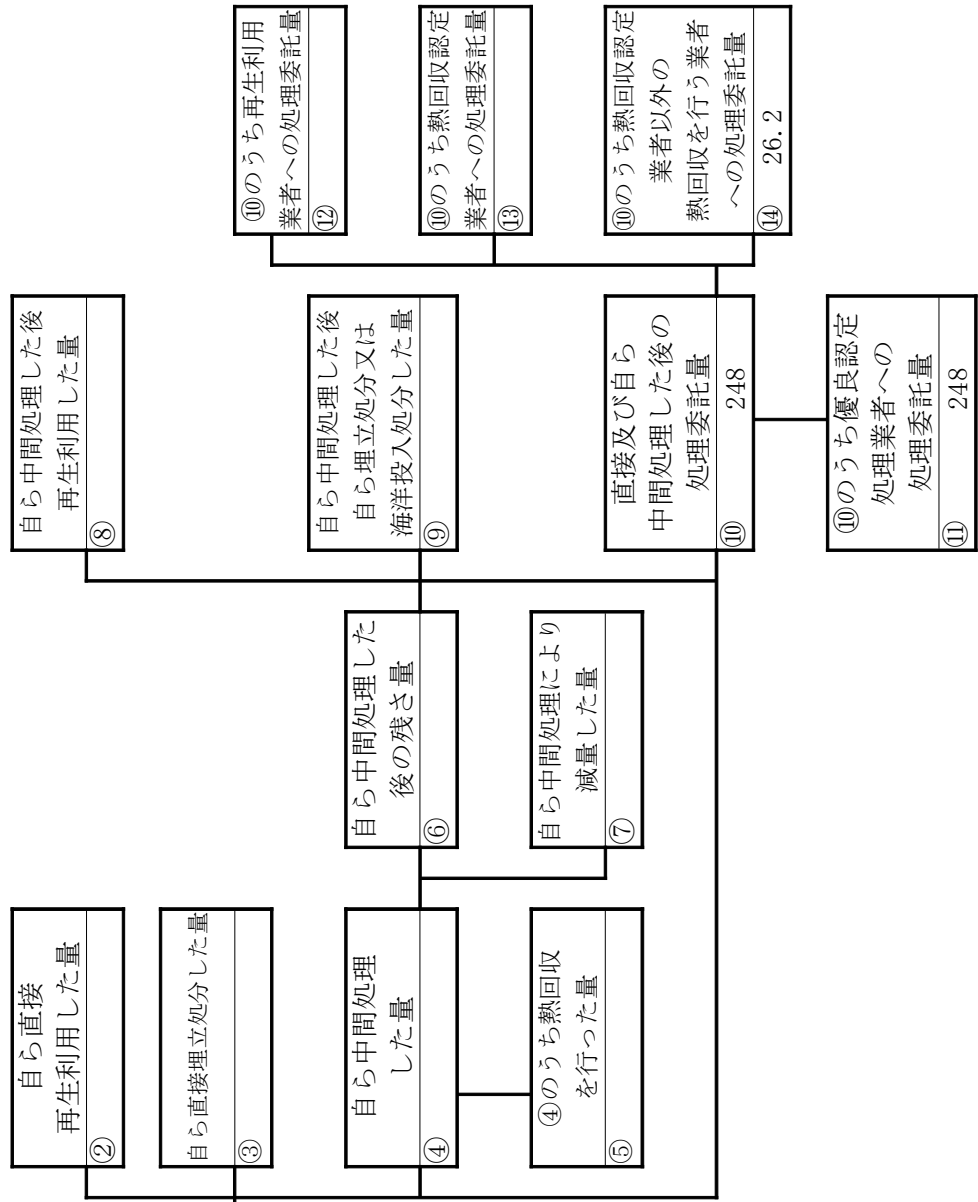 自ら直接
再生利用した量
②
自ら直接埋立処分した量
③
自ら中間処理
した量
④
④のうち熱回収
を行った量
⑤
自ら中間処理した
後の残さ量
⑥
自ら中間処理により
減量した量
⑦
自ら中間処理した後
再生利用した量
⑧
自ら中間処理した後
自ら埋立処分又は
海洋投入処分した量
⑨
直接及び自ら
中間処理した後の
処理委託量
⑩ 248
⑩のうち優良認定
処理業者への
処理委託量
⑪ 248
⑩のうち再生利用
業者への処理委託量
⑫
⑩のうち熱回収認定
業者への処理委託量
⑬
⑩のうち熱回収認定
業者以外の
熱回収を行う業者
への処理委託量
⑭ 26.2